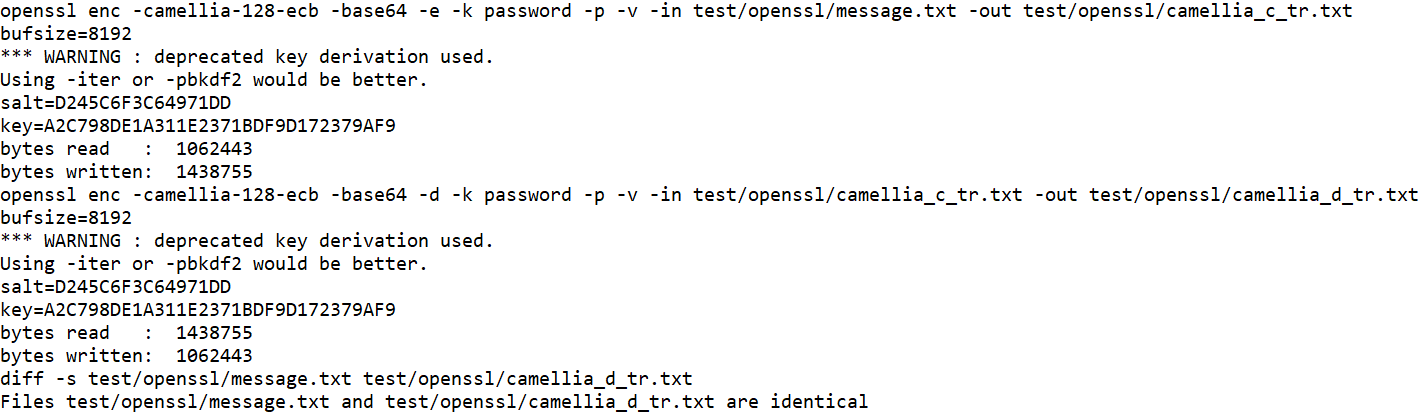 openssl enc -camellia-128-ecb -base64 -e -k password -p -v -in test/openssl/message.txt -out test/openssl/camellia_c_tr.txt
bufsize=8192
*** WARNING : deprecated key derivation used.
Using -iter or -pbkdf2 would be better.
salt=D245C6F3C64971DD
key=A2C798DE1A311E2371BDF9D172379AF9
bytes read   :  1062443
bytes written:  1438755
openssl enc -camellia-128-ecb -base64 -d -k password -p -v -in test/openssl/camellia_c_tr.txt -out test/openssl/camellia_d_tr.txt
bufsize=8192
*** WARNING : deprecated key derivation used.
Using -iter or -pbkdf2 would be better.
salt=D245C6F3C64971DD
key=A2C798DE1A311E2371BDF9D172379AF9
bytes read   :  1438755
bytes written:  1062443
diff -s test/openssl/message.txt test/openssl/camellia_d_tr.txt
Files test/openssl/message.txt and test/openssl/camellia_d_tr.txt are identical